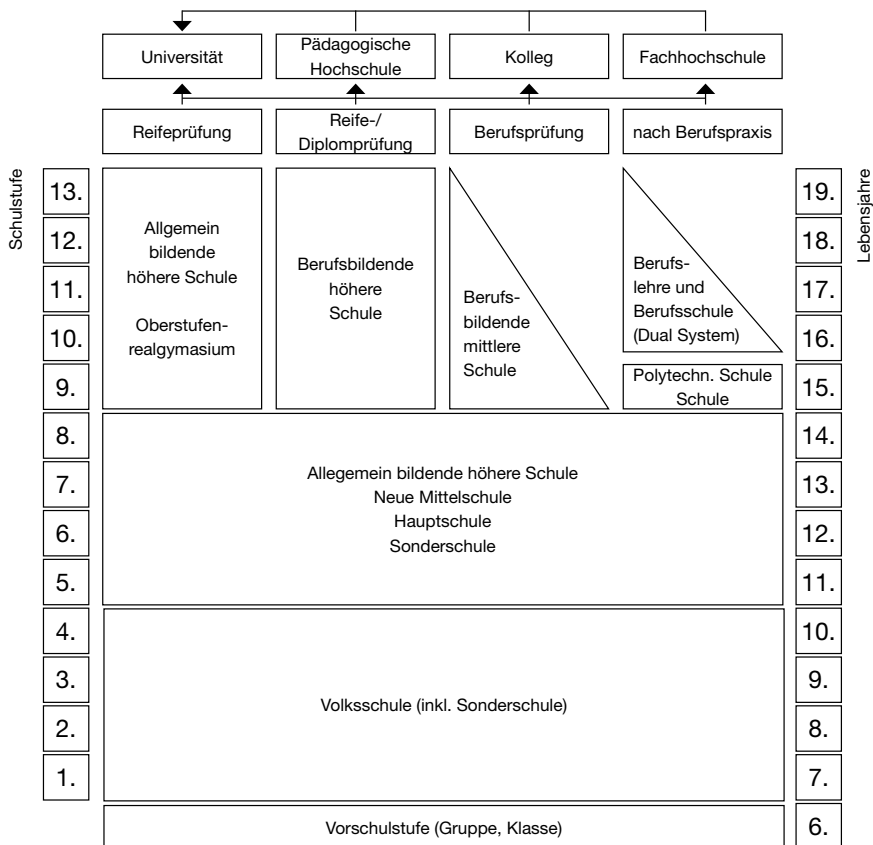 Universität
Pädagogische
Hochschule
Kolleg
Fachhochschule
Reifeprüfung
Reife-/
Diplomprüfung
Berufsprüfung
nach Berufspraxis
Schulstufe
13.
12.
11.
10.
9.
8.
7.
6.
5.
4.
3.
2.
1.
Allgemein
bildende
höhere Schule
Oberstufen-
realgymasium
Berufsbildende
höhere
Schule
Berufs-
bildende
mittlere
Schule
Berufs-
lehre und
Berufsschule
(Dual System)
Polytechn. Schule
Schule
Allegemein bildende höhere Schule
Neue Mittelschule
Hauptschule
Sonderschule
Volksschule (inkl. Sonderschule)
Vorschulstufe (Gruppe, Klasse)
Lebensjahre
19.
18.
17.
16.
15.
14.
13.
12.
11.
10.
9.
8.
7.
6.